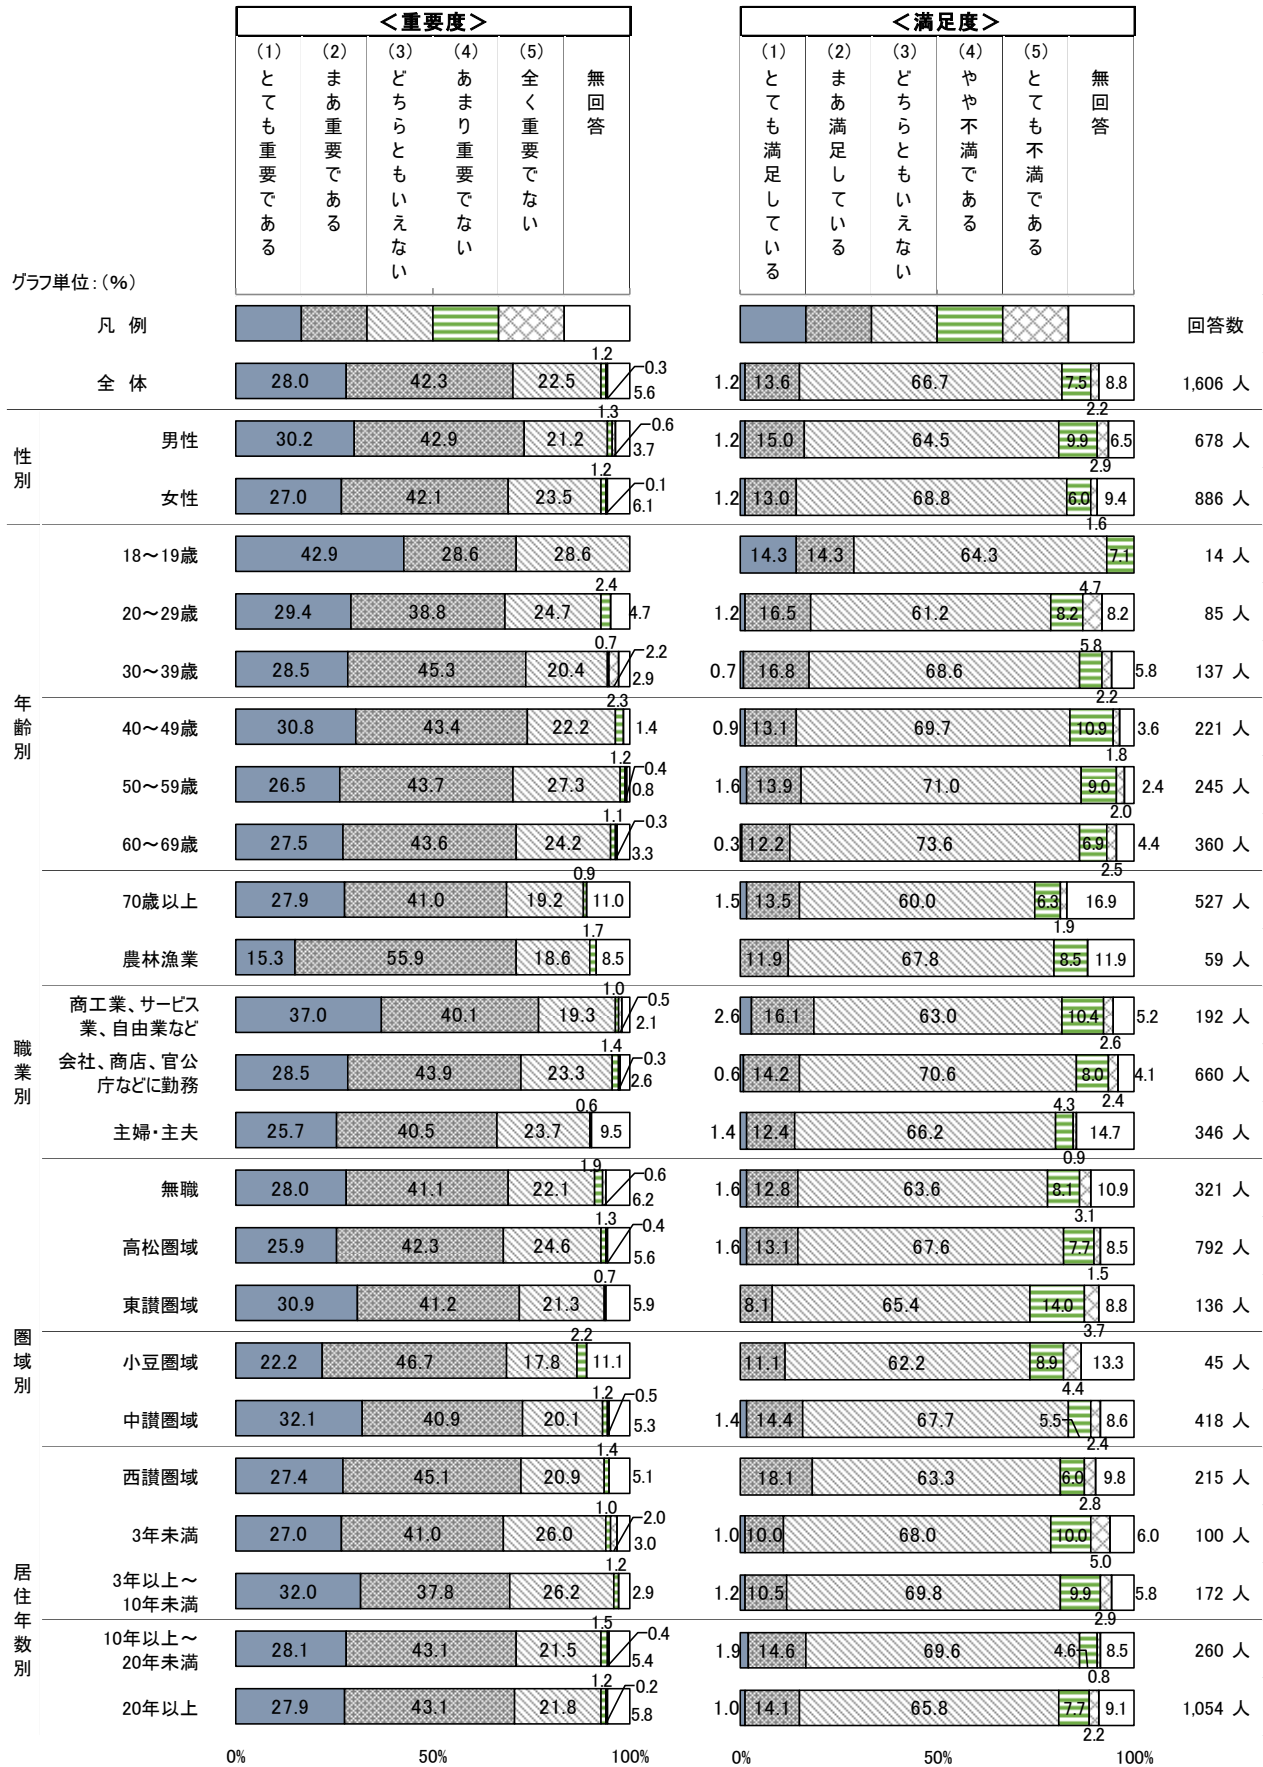 ＜重要度＞ ＜満足度＞
(1)とても重要である (2)まあ重要である (3)どちらともいえない (4)あまり重要でない (5)全く重要でない 無回答 (1)とても満足している (2)まあ満足している (3)どちらともいえない (4)やや不満である (5)とても不満である 無回答
グラフ単位：（%）
凡 例 回答数
全 体 28.0 42.3 22.5 1.2 0.3 5.6 1.2 13.6 66.7 7.5 2.2 8.8 1,606 人
性別
男性 30.2 42.9 21.2 1.3 0.6 3.7 1.2 15.0 64.5 9.9 2.9 6.5 678 人
女性 27.0 42.1 23.5 1.2 0.1 6.1 1.2 13.0 68.8 6.0 1.6 9.4 886 人
年齢別
18～19歳 42.9 28.6 28.6 14.3 14.3 64.3 7.1 14 人
20～29歳 29.4 38.8 24.7 2.4 4.7 1.2 16.5 61.2 8.2 4.7 8.2 85 人
30～39歳 28.5 45.3 20.4 0.7 2.2 2.9 0.7 16.8 68.6 5.8 2.2 5.8 137 人
40～49歳 30.8 43.4 22.2 2.3 1.4 0.9 13.1 69.7 10.9 1.8 3.6 221 人
50～59歳 26.5 43.7 27.3 1.2 0.4 0.8 1.6 13.9 71.0 9.0 2.0 2.4 245 人
60～69歳 27.5 43.6 24.2 1.1 0.3 3.3 0.3 12.2 73.6 6.9 2.5 4.4 360 人
70歳以上 27.9 41.0 19.2 0.9 11.0 1.5 13.5 60.0 6.3 1.9 16.9 527 人
職業別
農林漁業 15.3 55.9 18.6 1.7 8.5 11.9 67.8 8.5 11.9 59 人
商工業、サービス
業、自由業など 37.0 40.1 19.3 1.0 0.5 2.1 2.6 16.1 63.0 10.4 2.6 5.2 192 人
会社、商店、官公
庁などに勤務 28.5 43.9 23.3 1.4 0.3 2.6 0.6 14.2 70.6 8.0 2.4 4.1 660 人
主婦・主夫 25.7 40.5 23.7 0.6 9.5 1.4 12.4 66.2 4.3 0.9 14.7 346 人
無職 28.0 41.1 22.1 1.9 0.6 6.2 1.6 12.8 63.6 8.1 3.1 10.9 321 人
圏域別
高松圏域 25.9 42.3 24.6 1.3 0.4 5.6 1.6 13.1 67.6 7.7 1.5 8.5 792 人
東讃圏域 30.9 41.2 21.3 0.7 5.9 8.1 65.4 14.0 3.7 8.8 136 人
小豆圏域 22.2 46.7 17.8 2.2 11.1 11.1 62.2 8.9 4.4 13.3 45 人
中讃圏域 32.1 40.9 20.1 1.2 0.5 5.3 1.4 14.4 67.7 5.5 2.4 8.6 418 人
西讃圏域 27.4 45.1 20.9 1.4 5.1 18.1 63.3 6.0 2.8 9.8 215 人
居住年数別
3年未満 27.0 41.0 26.0 1.0 2.0 3.0 1.0 10.0 68.0 10.0 5.0 6.0 100 人
3年以上～
10年未満 32.0 37.8 26.2 1.2 2.9 1.2 10.5 69.8 9.9 2.9 5.8 172 人
10年以上～
20年未満 28.1 43.1 21.5 1.5 0.4 5.4 1.9 14.6 69.6 4.6 0.8 8.5 260 人
20年以上 27.9 43.1 21.8 1.2 0.2 5.8 1.0 14.1 65.8 7.7 2.2 9.1 1,054 人
0% 50% 100% 0% 50% 100%